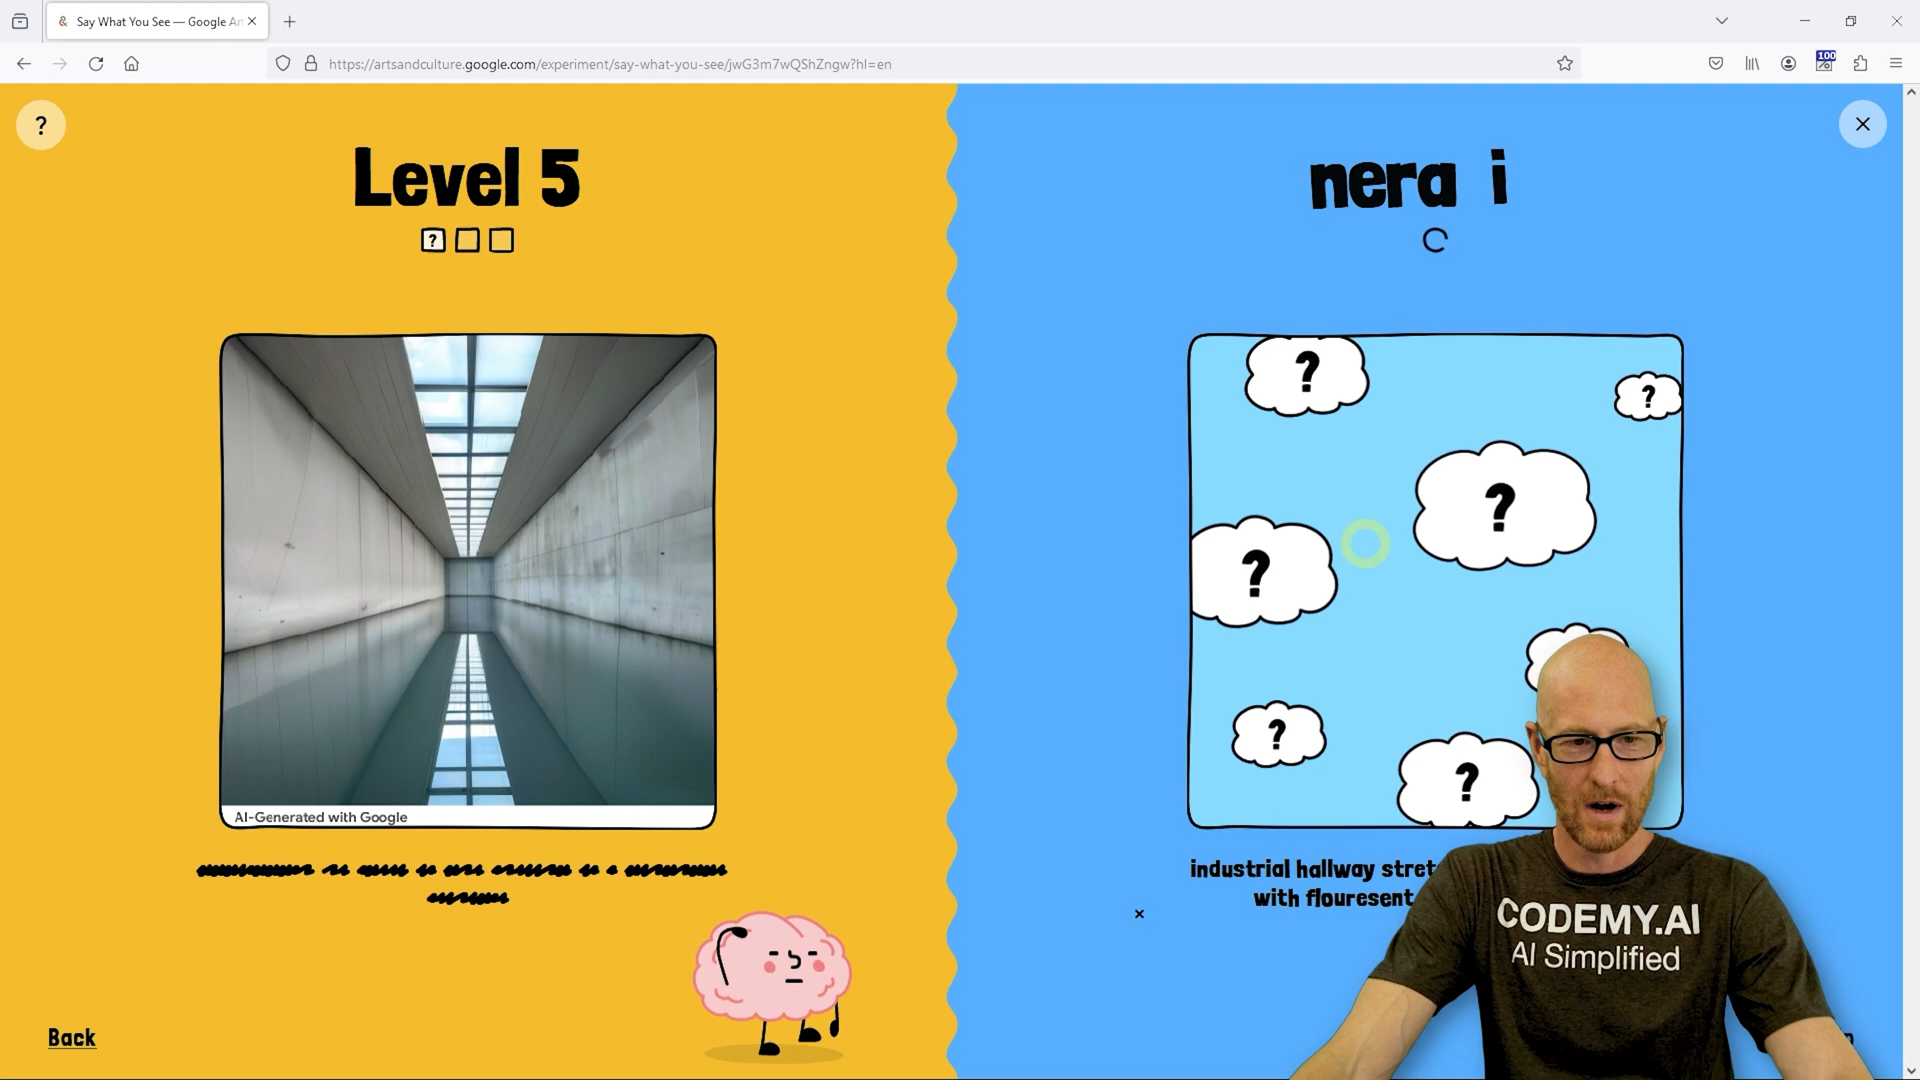 Say What You See — Google Ar
https://artsandculture.google.com/experiment/say-what-you-see/jwG3m7wQShZngw?hl=en
100
?
Level 5
?
AI-Generated with Google
Back
nera i
? ?
?
?
?
?
industrial hallway
with flouresent
CODEMY.AI
AI Simplified